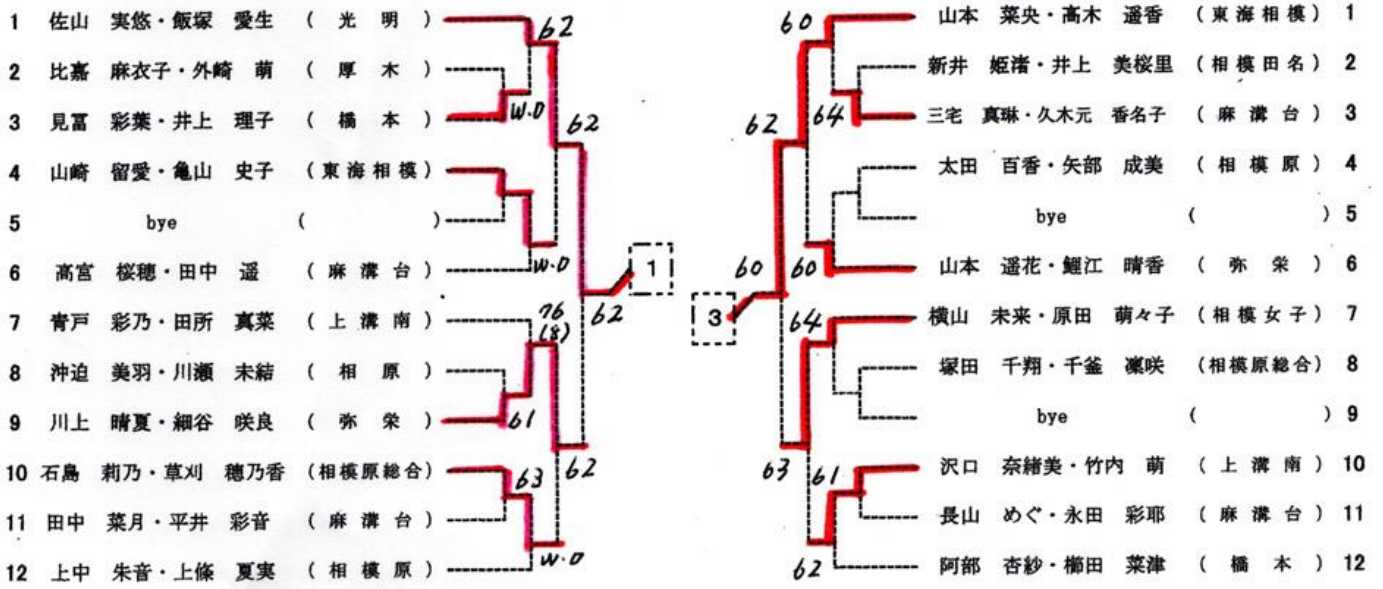 1 佐山 実悠・飯塚 愛生 ( 光 明 )
2 比嘉 麻衣子・外崎 萌 ( 厚 木 )
3 見冨 彩葉・井上 理子 ( 橋 本 )
4 山崎 留愛・亀山 史子 (東海相模)
5 bye ( )
6 高宮 桜穂・田中 遥 ( 麻溝台 )
7 青戸 彩乃・田所 真菜 ( 上溝南 )
8 沖迫 美羽・川瀬 未結 ( 相 原 )
9 川上 晴夏・細谷 咲良 ( 弥 栄 )
10 石島 莉乃・草刈 穂乃香 (相模原総合)
11 田中 菜月・平井 彩音 ( 麻溝台 )
12 上中 朱音・上條 夏実 ( 相模原 )
62
W.O
62
W.O
62
76
(8)
61
62
63
W.O
1
3
60
64
62
60
60
64
63
61
62
山本 菜央・高木 遥香 (東海相模) 1
新井 姫渚・井上 美桜里 (相模田名) 2
三宅 真琳・久木元 香名子 ( 麻溝台 ) 3
太田 百香・矢部 成美 ( 相模原 ) 4
bye ( ) 5
山本 遥花・鯉江 晴香 ( 弥 栄 ) 6
横山 未来・原田 萌々子 (相模女子) 7
塚田 千翔・千釜 凜咲 (相模原総合) 8
bye ( ) 9
沢口 奈緒美・竹内 萌 ( 上溝南 ) 10
長山 めぐ・永田 彩耶 ( 麻溝台 ) 11
阿部 杏紗・櫛田 菜津 ( 橋 本 ) 12